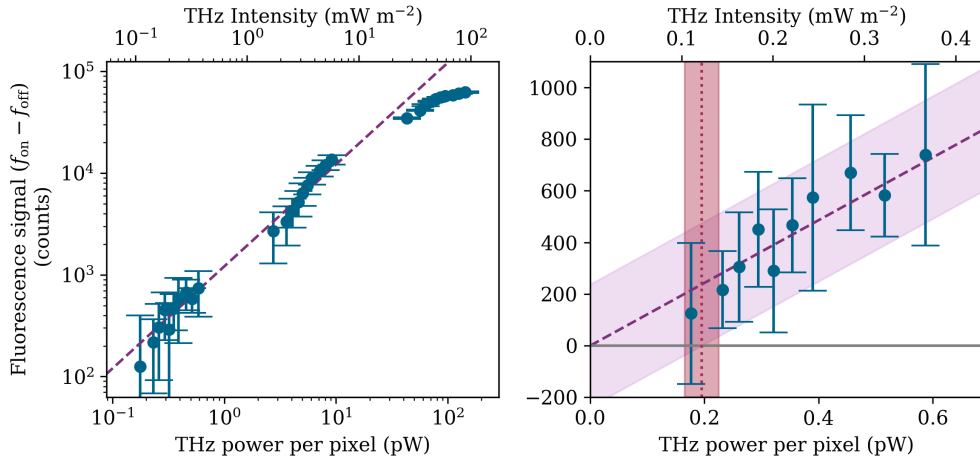 THz Intensity (mW m⁻²)
10⁻¹ 10⁰ 10¹ 10²
Fluorescence signal (f_on − f_off)
(counts)
10⁵
10⁴
10³
10²
10⁻¹ 10⁰ 10¹ 10²
THz power per pixel (pW)
THz Intensity (mW m⁻²)
0.0 0.1 0.2 0.3 0.4
1000
800
600
400
200
0
−200
0.0 0.2 0.4 0.6
THz power per pixel (pW)